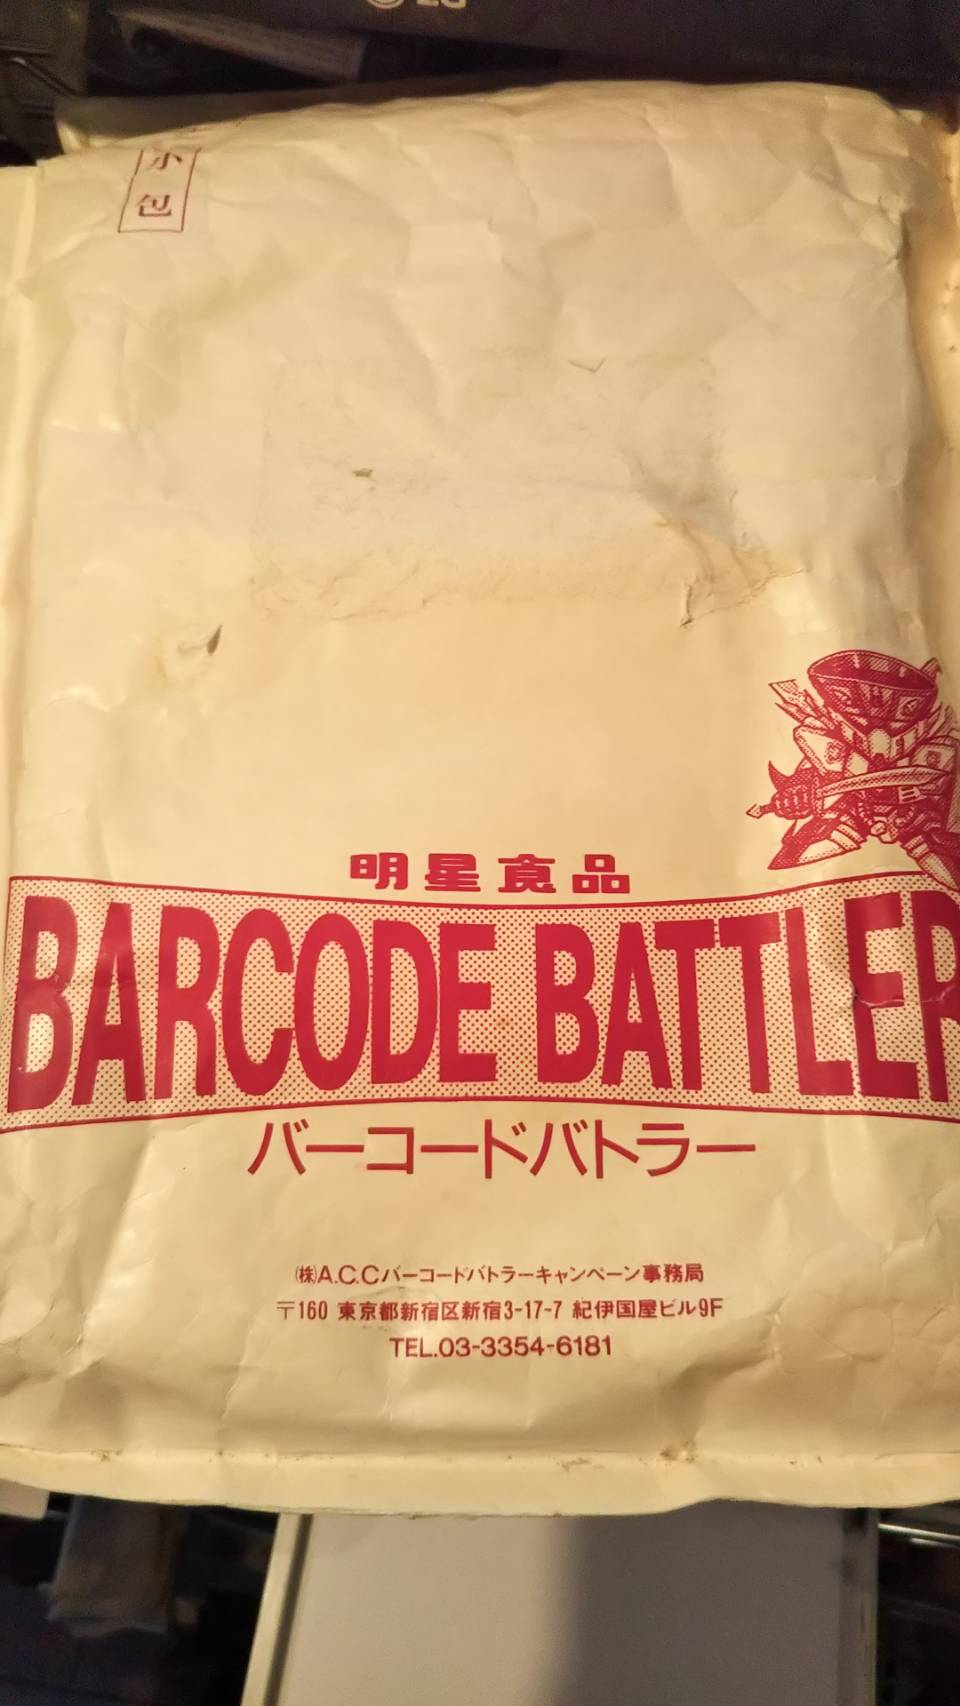 小
包
明星食品
BARCODE BATTLER
バーコードバトラー
㈱A.C.Cバーコードバトラーキャンペーン事務局
〒160 東京都新宿区新宿3-17-7 紀伊国屋ビル9F
TEL.03-3354-6181